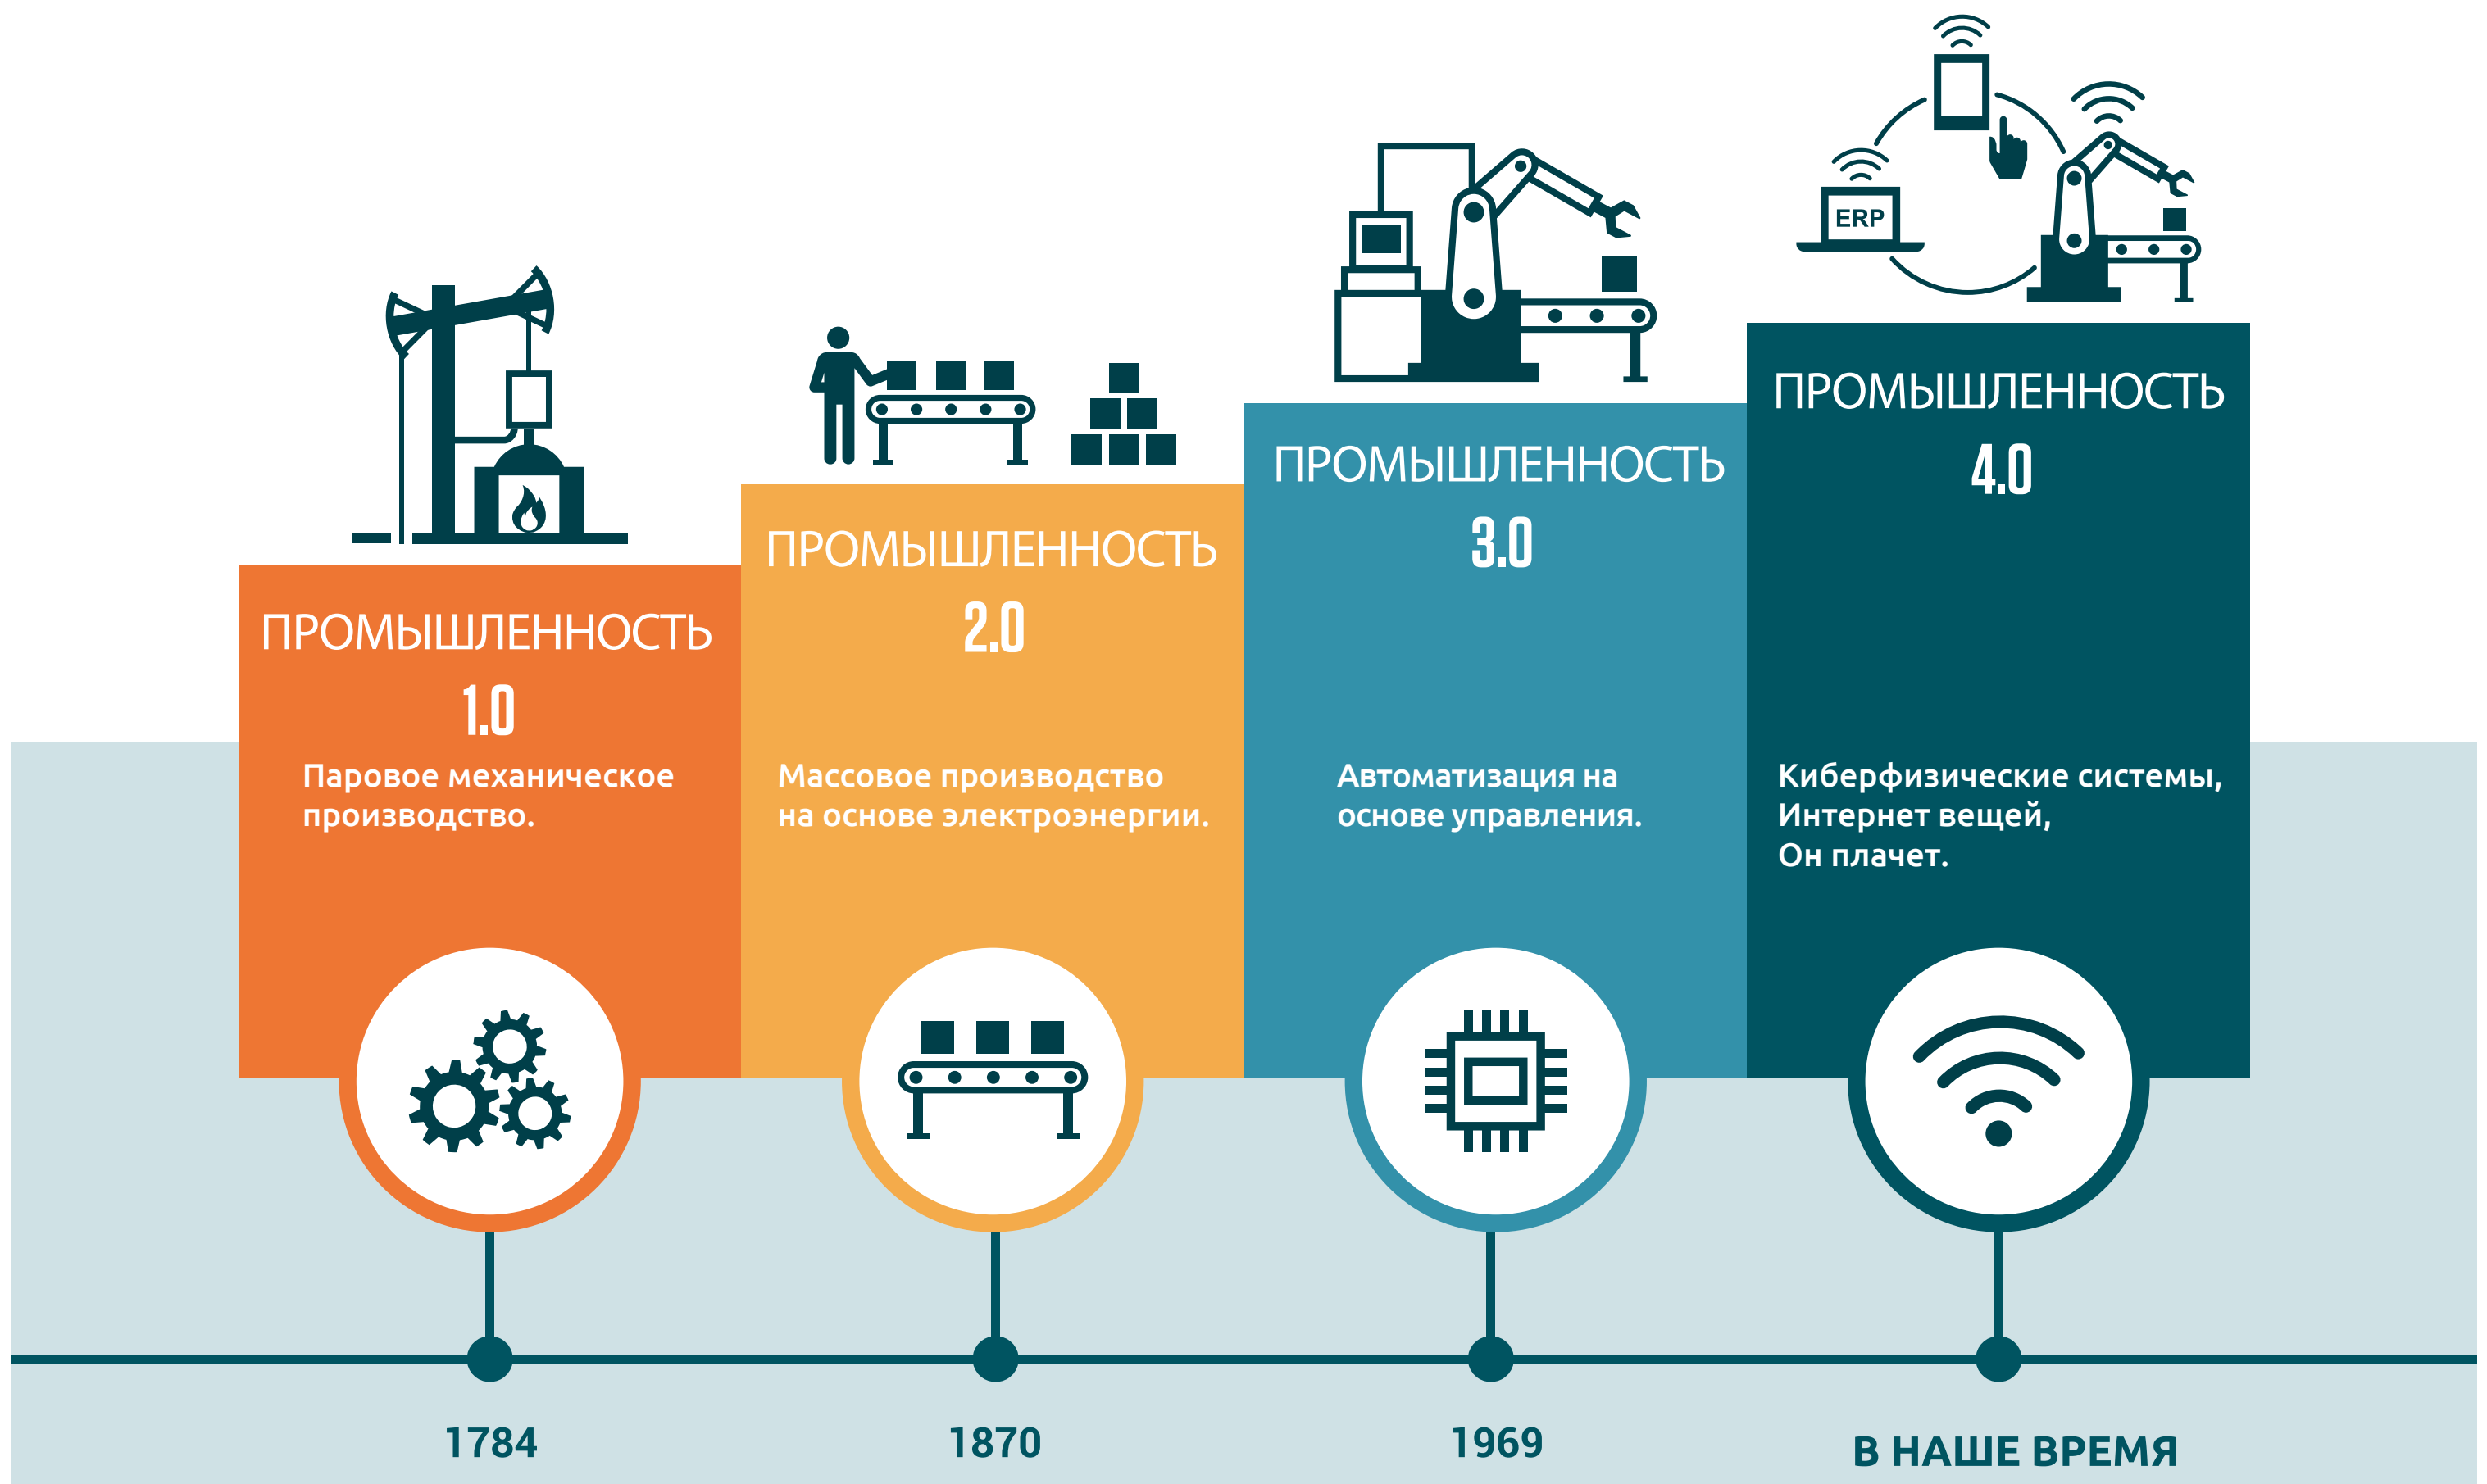 ERP
ПРОМЫШЛЕННОСТЬ
1.0
Паровое механическое
производство.
ПРОМЫШЛЕННОСТЬ
2.0
Массовое производство
на основе электроэнергии.
ПРОМЫШЛЕННОСТЬ
3.0
Автоматизация на
основе управления.
ПРОМЫШЛЕННОСТЬ
4.0
Киберфизические системы,
Интернет вещей,
Он плачет.
1784
1870
1969
В НАШЕ ВРЕМЯ